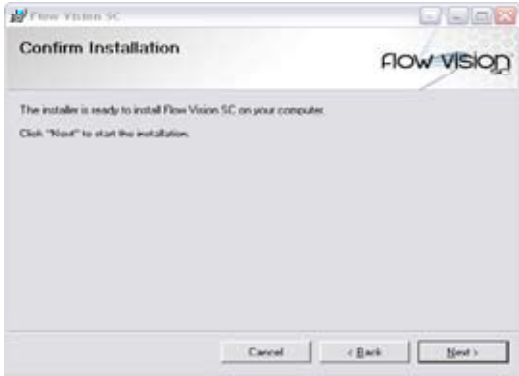 Flow Vision SC
Confirm Installation
flow vision
The installer is ready to install Flow Vision SC on your computer.
Click "Next" to start the installation.
Cancel
< Back
Next >